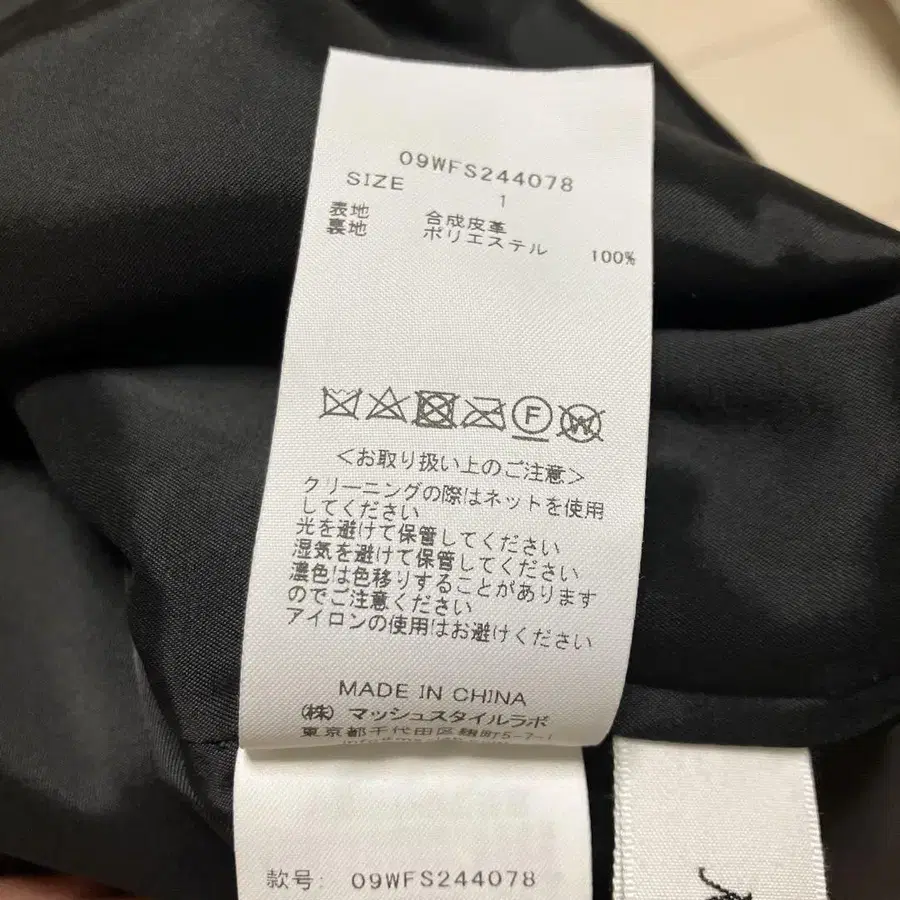 09WFS244078
SIZE 1
表地 合成皮革
裏地 ポリエステル 100%
F W
<お取り扱い上のご注意>
クリーニングの際はネットを使用
してください
光を避けて保管してください
湿気を避けて保管してください
濃色は色移りすることがあります
のでご注意ください
アイロンの使用はお避けください
MADE IN CHINA
(株) マッシュスタイルラボ
東京都千代田区麹町5-7-1
款号: 09WFS244078